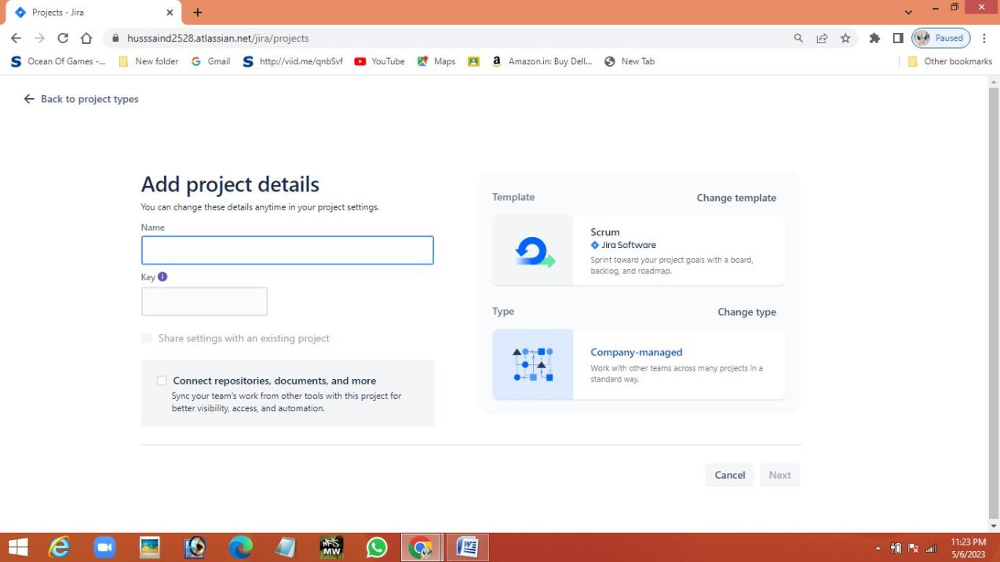 Projects - Jira
husssaind2528.atlassian.net/jira/projects
Paused
Ocean Of Games -...
New folder
Gmail
http://viid.me/qnbSvf
YouTube
Maps
Amazon.in: Buy Dell...
New Tab
Other bookmarks
Back to project types
Add project details
You can change these details anytime in your project settings.
Name
Key
Share settings with an existing project
Connect repositories, documents, and more
Sync your team's work from other tools with this project for
better visibility, access, and automation.
Template
Change template
Scrum
Jira Software
Sprint toward your project goals with a board,
backlog, and roadmap.
Type
Change type
Company-managed
Work with other teams across many projects in a
standard way.
Cancel
Next
NFS
MW
11:23 PM
5/6/2023